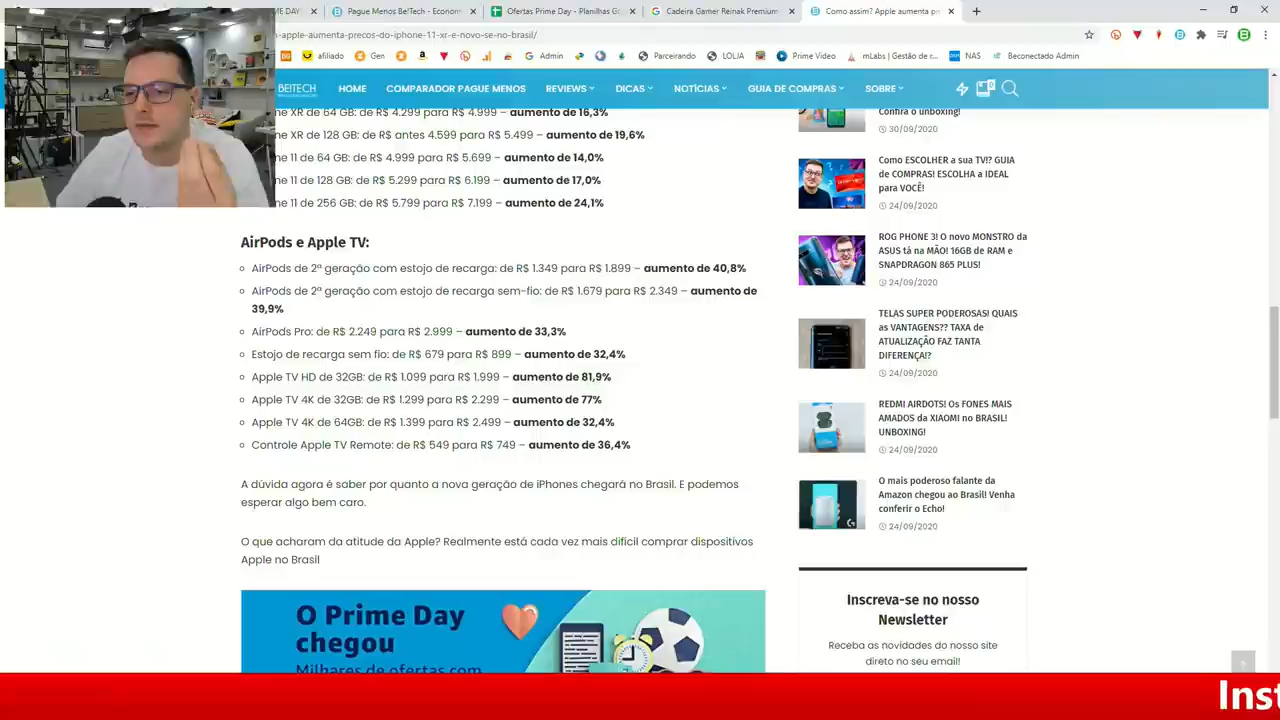 ME DAY
Pague Menos Be!Tech - Econom
Ofertas Prime Day - Planilhas Go
Cadeira Gamer Reinak Premium
Como assim? Apple aumenta pr
-apple-aumenta-precos-do-iphone-11-xr-e-novo-se-no-brasil/
afiliado
Gen
Admin
Parceirando
LOLJA
Prime Video
mLabs | Gestão de r...
NAS
Beconectado Admin
BE!TECH
HOME
COMPARADOR PAGUE MENOS
REVIEWS
DICAS
NOTÍCIAS
GUIA DE COMPRAS
SOBRE
ne XR de 64 GB: de R$ 4.299 para R$ 4.999 – aumento de 16,3%
ne XR de 128 GB: de R$ antes 4.599 para R$ 5.499 – aumento de 19,6%
ne 11 de 64 GB: de R$ 4.999 para R$ 5.699 – aumento de 14,0%
ne 11 de 128 GB: de R$ 5.299 para R$ 6.199 – aumento de 17,0%
ne 11 de 256 GB: de R$ 5.799 para R$ 7.199 – aumento de 24,1%
AirPods e Apple TV:
AirPods de 2ª geração com estojo de recarga: de R$ 1.349 para R$ 1.899 – aumento de 40,8%
AirPods de 2ª geração com estojo de recarga sem-fio: de R$ 1.679 para R$ 2.349 – aumento de
39,9%
AirPods Pro: de R$ 2.249 para R$ 2.999 – aumento de 33,3%
Estojo de recarga sem fio: de R$ 679 para R$ 899 – aumento de 32,4%
Apple TV HD de 32GB: de R$ 1.099 para R$ 1.999 – aumento de 81,9%
Apple TV 4K de 32GB: de R$ 1.299 para R$ 2.299 – aumento de 77%
Apple TV 4K de 64GB: de R$ 1.399 para R$ 2.499 – aumento de 32,4%
Controle Apple TV Remote: de R$ 549 para R$ 749 – aumento de 36,4%
A dúvida agora é saber por quanto a nova geração de iPhones chegará no Brasil. E podemos
esperar algo bem caro.
O que acharam da atitude da Apple? Realmente está cada vez mais difícil comprar dispositivos
Apple no Brasil
O Prime Day
chegou
Milhares de ofertas com
Confira o unboxing!
30/09/2020
Como ESCOLHER a sua TV!? GUIA
de COMPRAS! ESCOLHA a IDEAL
para VOCÊ!
24/09/2020
ROG PHONE 3! O novo MONSTRO da
ASUS tá na MÃO! 16GB de RAM e
SNAPDRAGON 865 PLUS!
24/09/2020
TELAS SUPER PODEROSAS! QUAIS
as VANTAGENS?? TAXA de
ATUALIZAÇÃO FAZ TANTA
DIFERENÇA!?
24/09/2020
REDMI AIRDOTS! Os FONES MAIS
AMADOS da XIAOMI no BRASIL!
UNBOXING!
24/09/2020
O mais poderoso falante da
Amazon chegou ao Brasil! Venha
conferir o Echo!
24/09/2020
Inscreva-se no nosso
Newsletter
Receba as novidades do nosso site
direto no seu email!
Inst